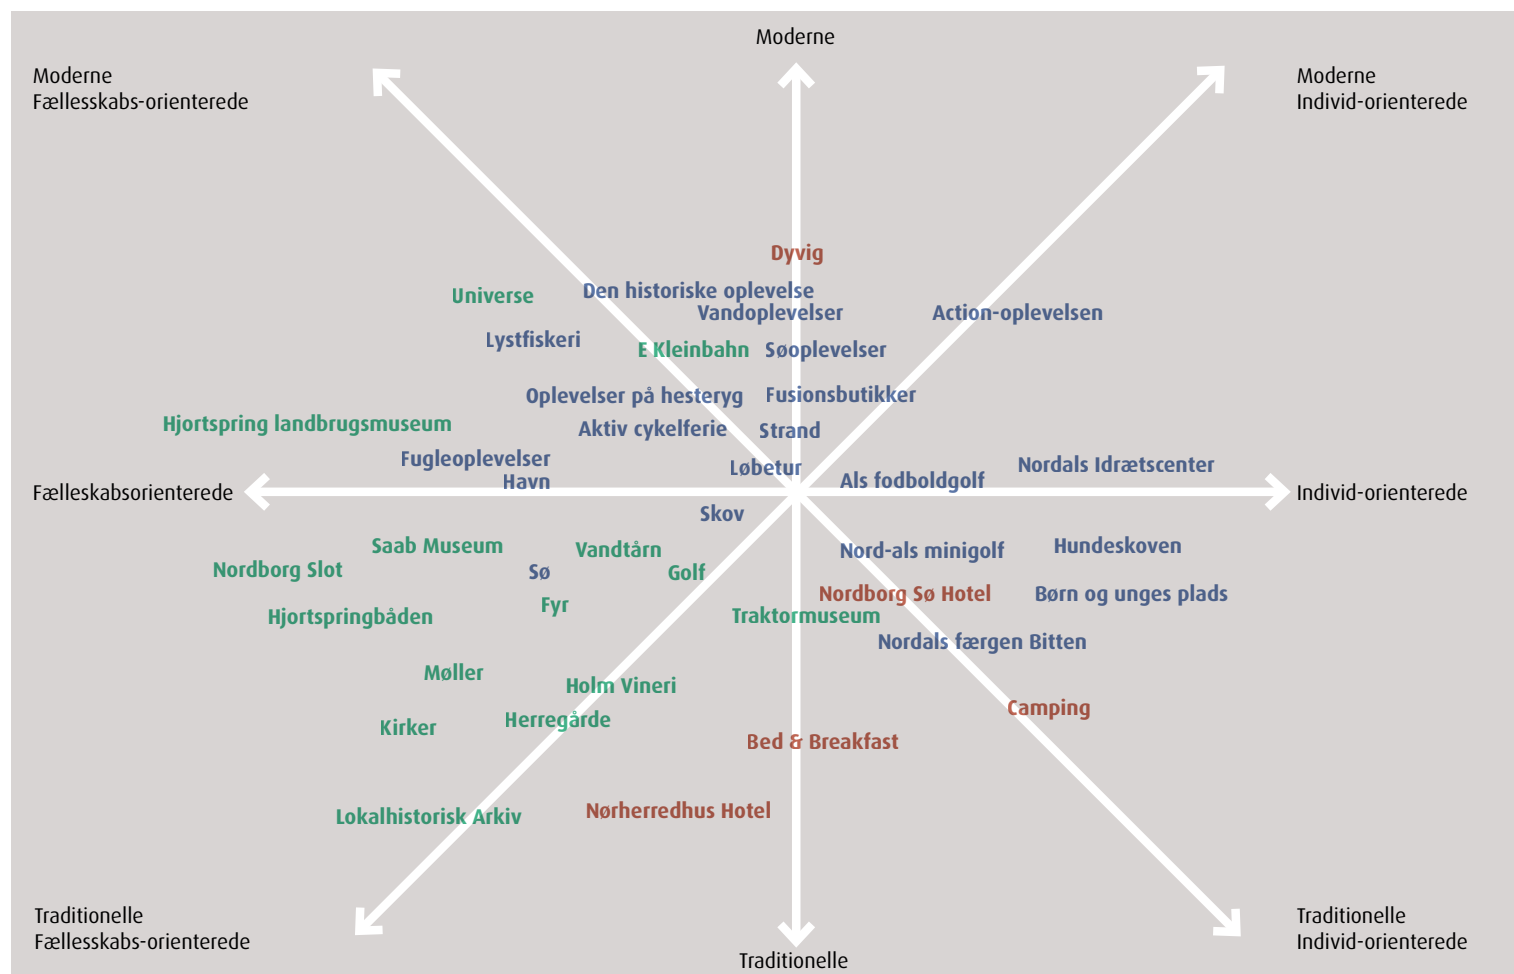 Moderne
Moderne
Fællesskabs-orienterede
Moderne
Individ-orienterede
Dyvig
Universe
Den historiske oplevelse
Vandoplevelser
Action-oplevelsen
Lystfiskeri
E Kleinbahn
Søoplevelser
Oplevelser på hesteryg
Fusionsbutikker
Hjortspring landbrugsmuseum
Aktiv cykelferie
Strand
Fugleoplevelser
Løbetur
Nordals Idrætscenter
Havn
Als fodboldgolf
Fælleskabsorienterede
Individ-orienterede
Skov
Saab Museum
Vandtårn
Nord-als minigolf
Hundeskoven
Nordborg Slot
Sø
Golf
Nordborg Sø Hotel
Børn og unges plads
Fyr
Hjortspringbåden
Traktormuseum
Nordals færgen Bitten
Møller
Holm Vineri
Camping
Kirker
Herregårde
Bed & Breakfast
Lokalhistorisk Arkiv
Nørherredhus Hotel
Traditionelle
Fællesskabs-orienterede
Traditionelle
Individ-orienterede
Traditionelle